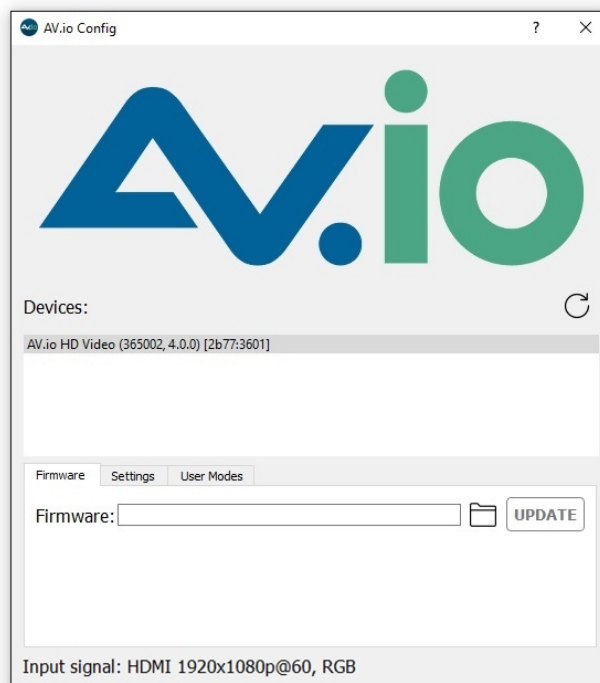 AV.io Config
AV.io
Devices:
AV.io HD Video (365002, 4.0.0) [2b77:3601]
Firmware Settings User Modes
Firmware: UPDATE
Input signal: HDMI 1920x1080p@60, RGB